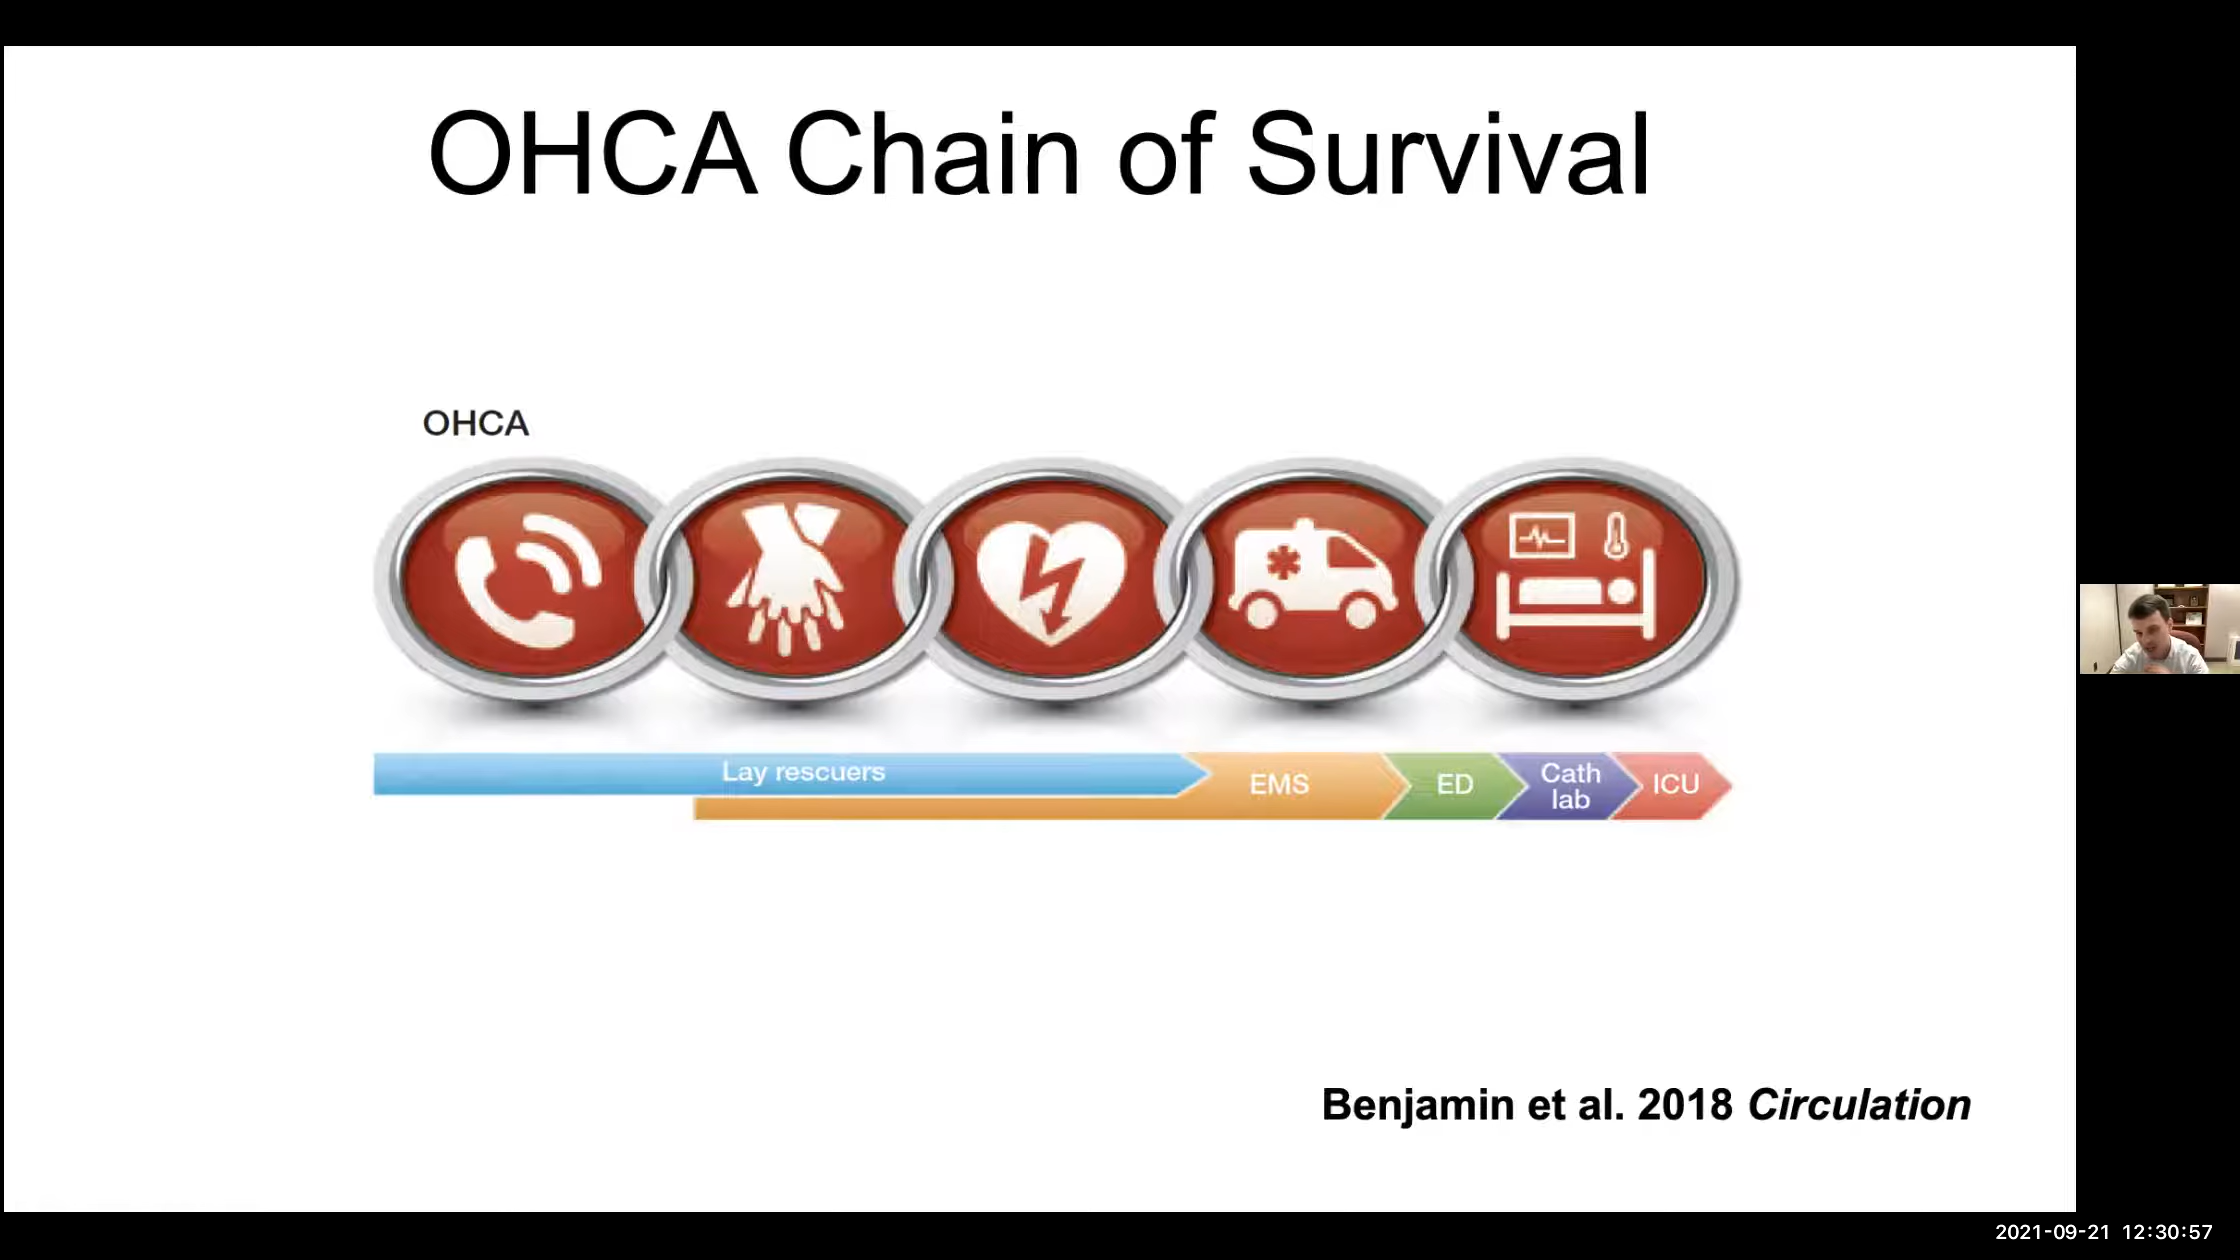 OHCA Chain of Survival
OHCA
Lay rescuers
EMS
ED
Cath
lab
ICU
Benjamin et al. 2018 Circulation
2021-09-21 12:30:57